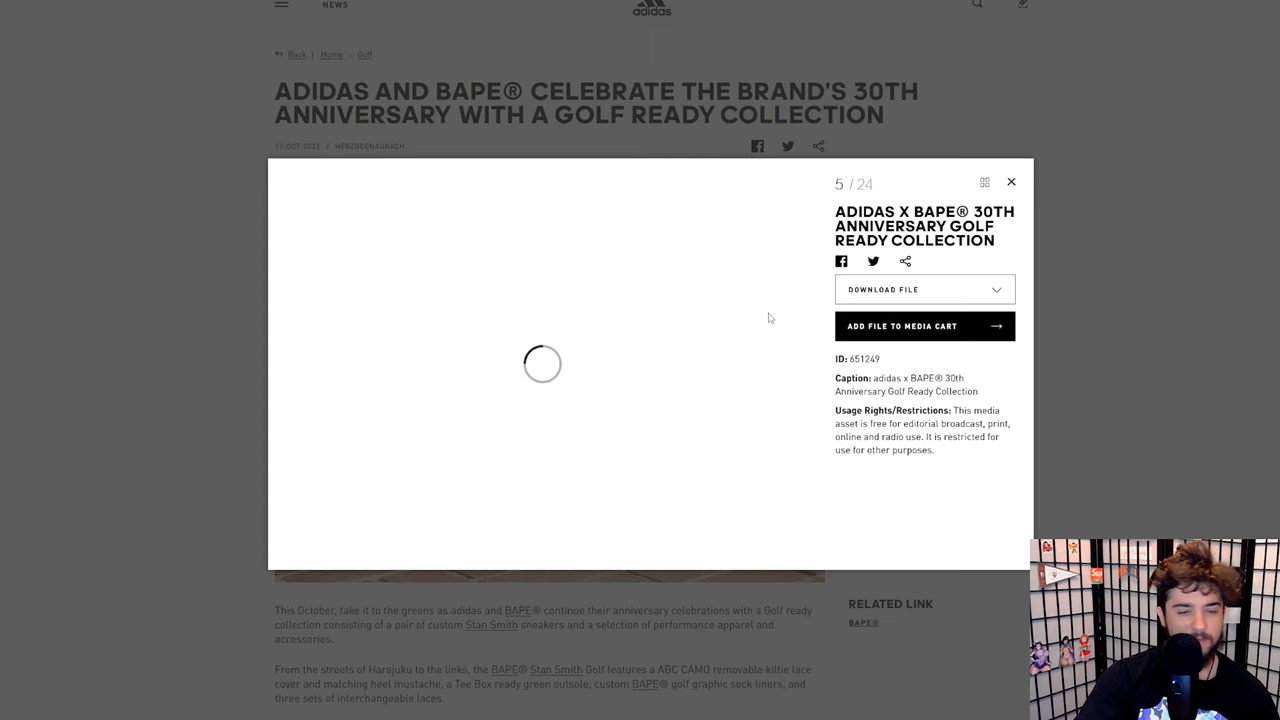 NEWS
adidas
Back | Home · Golf
ADIDAS AND BAPE® CELEBRATE THE BRAND'S 30TH
ANNIVERSARY WITH A GOLF READY COLLECTION
17-OCT-2023 / HERZOGENAURACH
5 / 24
ADIDAS X BAPE® 30TH
ANNIVERSARY GOLF
READY COLLECTION
DOWNLOAD FILE
ADD FILE TO MEDIA CART
ID: 651249
Caption: adidas x BAPE® 30th
Anniversary Golf Ready Collection
Usage Rights/Restrictions: This media
asset is free for editorial broadcast, print,
online and radio use. It is restricted for
use for other purposes.
This October, take it to the greens as adidas and BAPE® continue their anniversary celebrations with a Golf ready
collection consisting of a pair of custom Stan Smith sneakers and a selection of performance apparel and
accessories.
From the streets of Harajuku to the links, the BAPE® Stan Smith Golf features a ABC CAMO removable kiltie lace
cover and matching heel mustache, a Tee Box ready green outsole, custom BAPE® golf graphic sock liners, and
three sets of interchangeable laces.
RELATED LINK
BAPE®